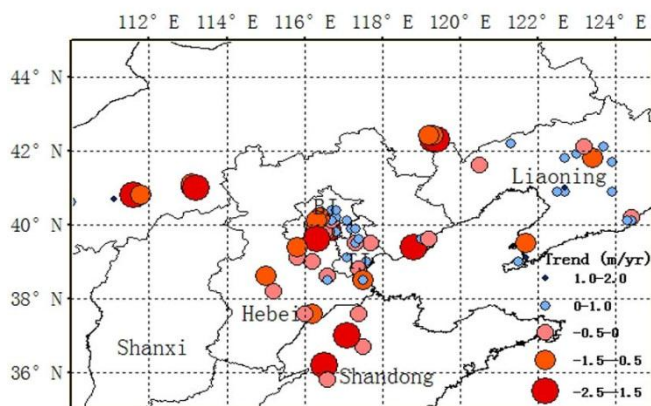 112° E 114° E 116° E 118° E 120° E 122° E 124° E
44° N
42° N
Liaoning
BJ
40° N
Trend (m/yr)
1.0-2.0
38° N
0-1.0
Hebei
-0.5-0
Shanxi
-1.5--0.5
36° N
Shandong
-2.5--1.5